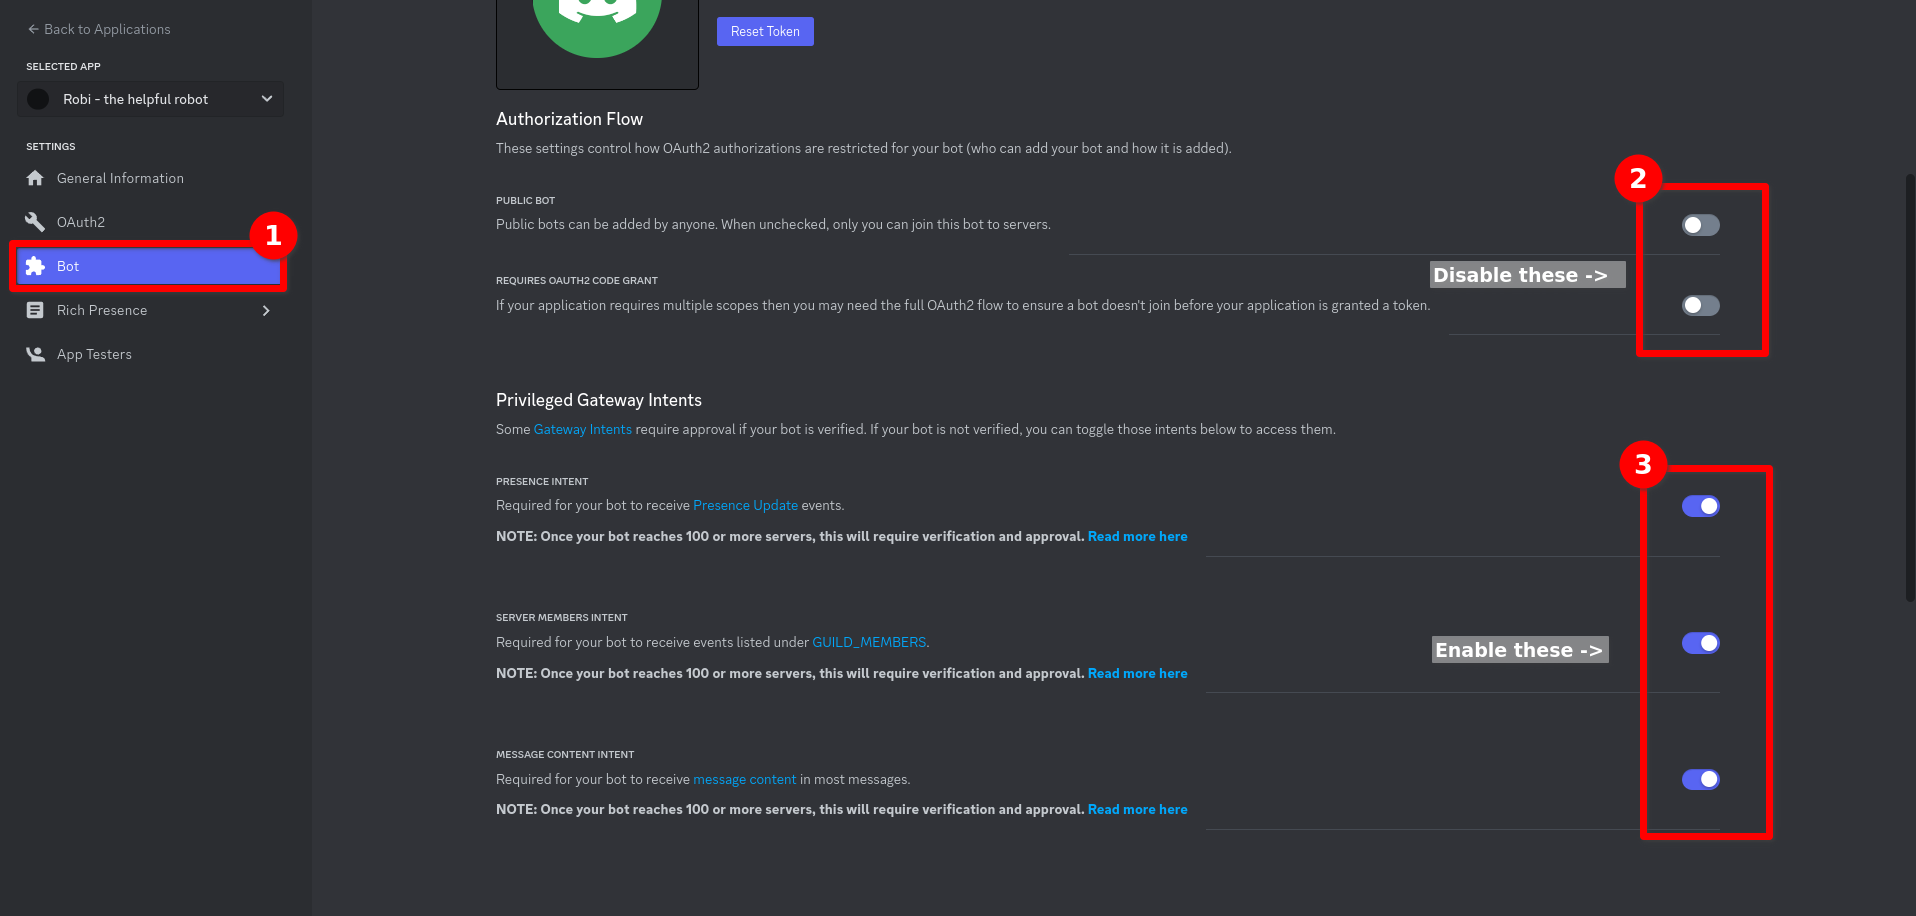 Back to Applications
SELECTED APP
Robi - the helpful robot
SETTINGS
General Information
OAuth2
1
Bot
Rich Presence
App Testers
Reset Token
Authorization Flow
These settings control how OAuth2 authorizations are restricted for your bot (who can add your bot and how it is added).
2
PUBLIC BOT
Public bots can be added by anyone. When unchecked, only you can join this bot to servers.
Disable these ->
REQUIRES OAUTH2 CODE GRANT
If your application requires multiple scopes then you may need the full OAuth2 flow to ensure a bot doesn't join before your application is granted a token.
Privileged Gateway Intents
Some Gateway Intents require approval if your bot is verified. If your bot is not verified, you can toggle those intents below to access them.
3
PRESENCE INTENT
Required for your bot to receive Presence Update events.
NOTE: Once your bot reaches 100 or more servers, this will require verification and approval. Read more here
SERVER MEMBERS INTENT
Required for your bot to receive events listed under GUILD_MEMBERS.
Enable these ->
NOTE: Once your bot reaches 100 or more servers, this will require verification and approval. Read more here
MESSAGE CONTENT INTENT
Required for your bot to receive message content in most messages.
NOTE: Once your bot reaches 100 or more servers, this will require verification and approval. Read more here